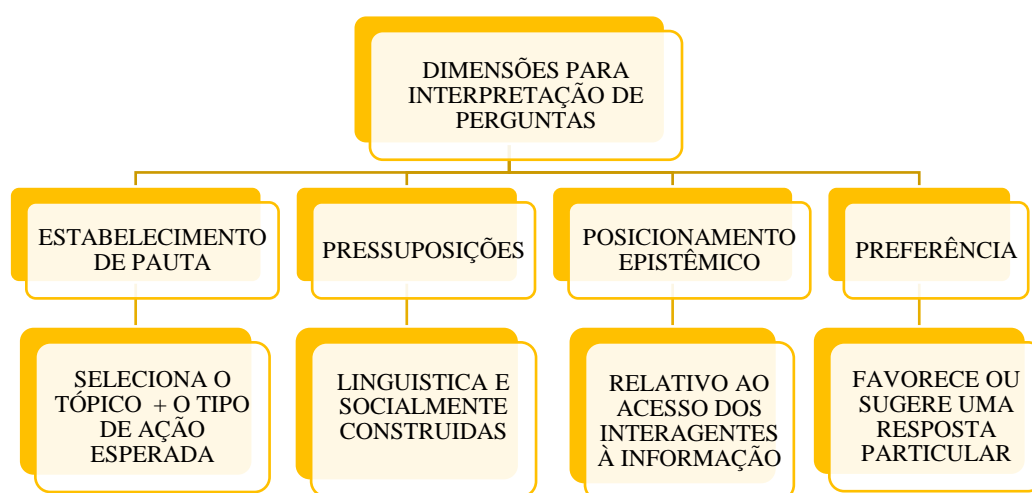 DIMENSÕES PARA
INTERPRETAÇÃO DE
PERGUNTAS
ESTABELECIMENTO
DE PAUTA
PRESSUPOSIÇÕES
POSICIONAMENTO
EPISTÊMICO
PREFERÊNCIA
SELECIONA O
TÓPICO + O TIPO
DE AÇÃO
ESPERADA
LINGUISTICA E
SOCIALMENTE
CONSTRUIDAS
RELATIVO AO
ACESSO DOS
INTERAGENTES
À INFORMAÇÃO
FAVORECE OU
SUGERE UMA
RESPOSTA
PARTICULAR